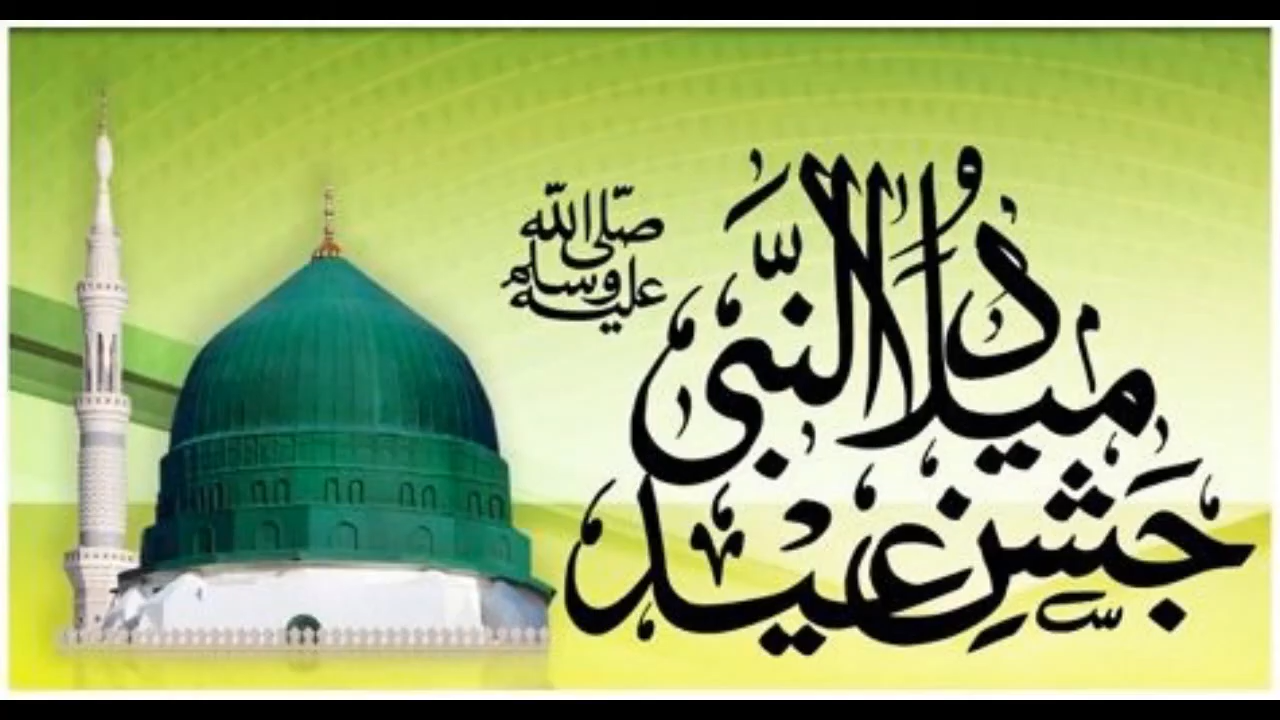 جشنِ عید
میلاد النبی
صلی اللہ
علیہ وسلم